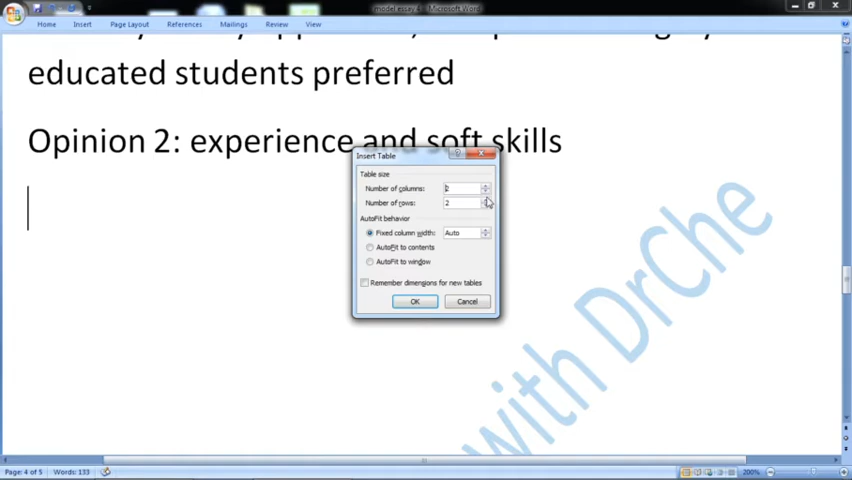 model essay 4 - Microsoft Word
Home Insert Page Layout References Mailings Review View
educated students preferred
Opinion 2: experience and soft skills
Insert Table
Table size
Number of columns: 2
Number of rows: 2
AutoFit behavior
Fixed column width: Auto
AutoFit to contents
AutoFit to window
Remember dimensions for new tables
OK Cancel
with DrChe
Page: 4 of 5 Words: 133 200%